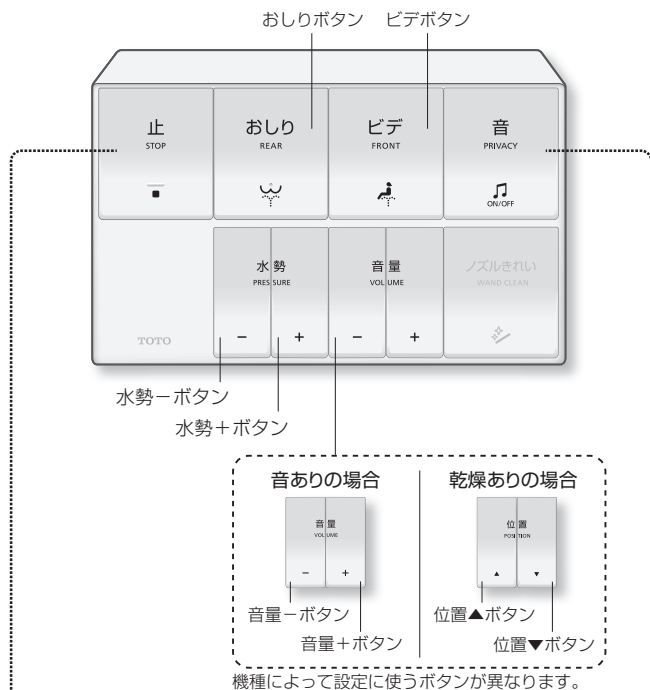 おしりボタン ビデボタン
止 おしり ビデ 音
STOP REAR FRONT PRIVACY
ON/OFF
水勢 音量 ノズルきれい
PRESSURE VOLUME WAND CLEAN
TOTO − + − +
水勢－ボタン
水勢＋ボタン
音ありの場合 乾燥ありの場合
音量 位置
VOLUME POSITION
− + ▲ ▼
音量－ボタン 位置▲ボタン
音量＋ボタン 位置▼ボタン
機種によって設定に使うボタンが異なります。